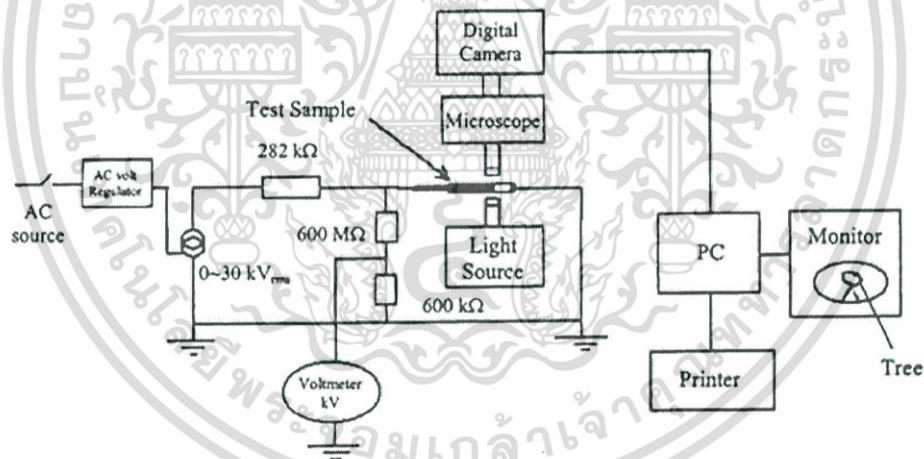 Digital
Camera
Microscope
Test Sample
282 kΩ
AC volt
Regulator
AC
source
600 MΩ
0~30 kVrms
Light
Source
600 kΩ
PC
Monitor
Voltmeter
kV
Printer
Tree